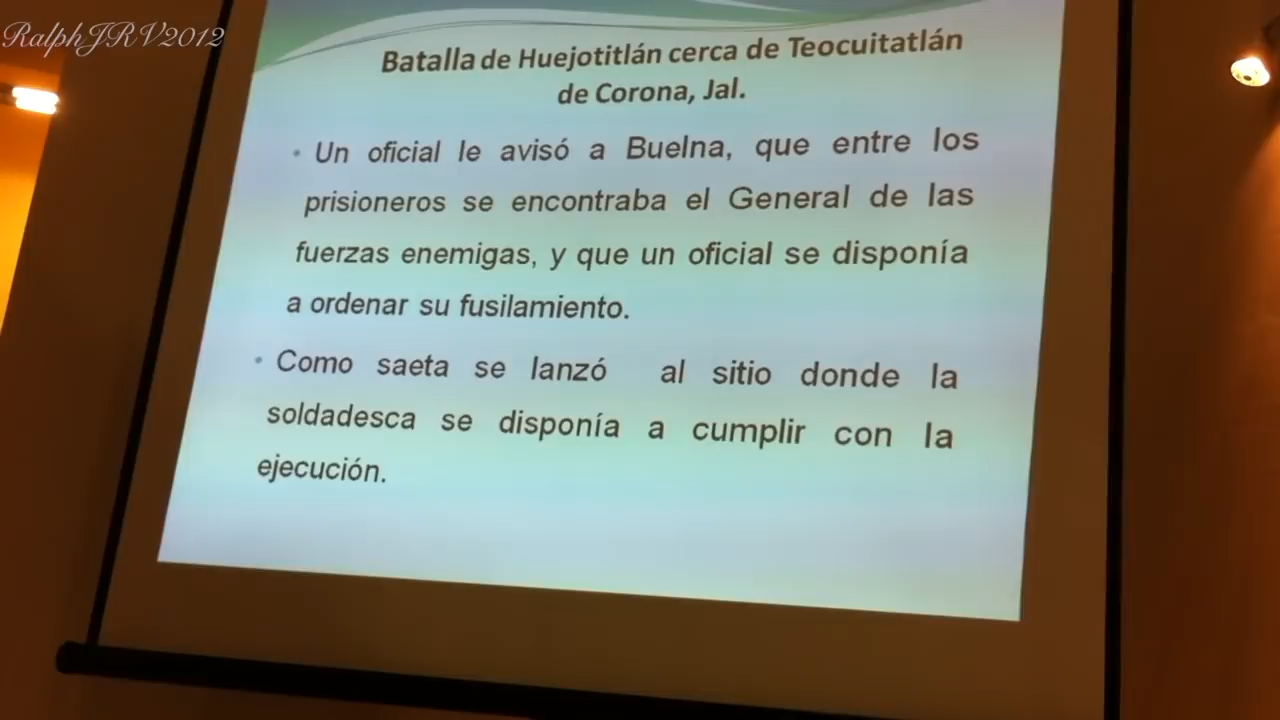 RalphJRV2012
Batalla de Huejotitlán cerca de Teocuitatlán
de Corona, Jal.
• Un oficial le avisó a Buelna, que entre los
prisioneros se encontraba el General de las
fuerzas enemigas, y que un oficial se disponía
a ordenar su fusilamiento.
• Como saeta se lanzó al sitio donde la
soldadesca se disponía a cumplir con la
ejecución.